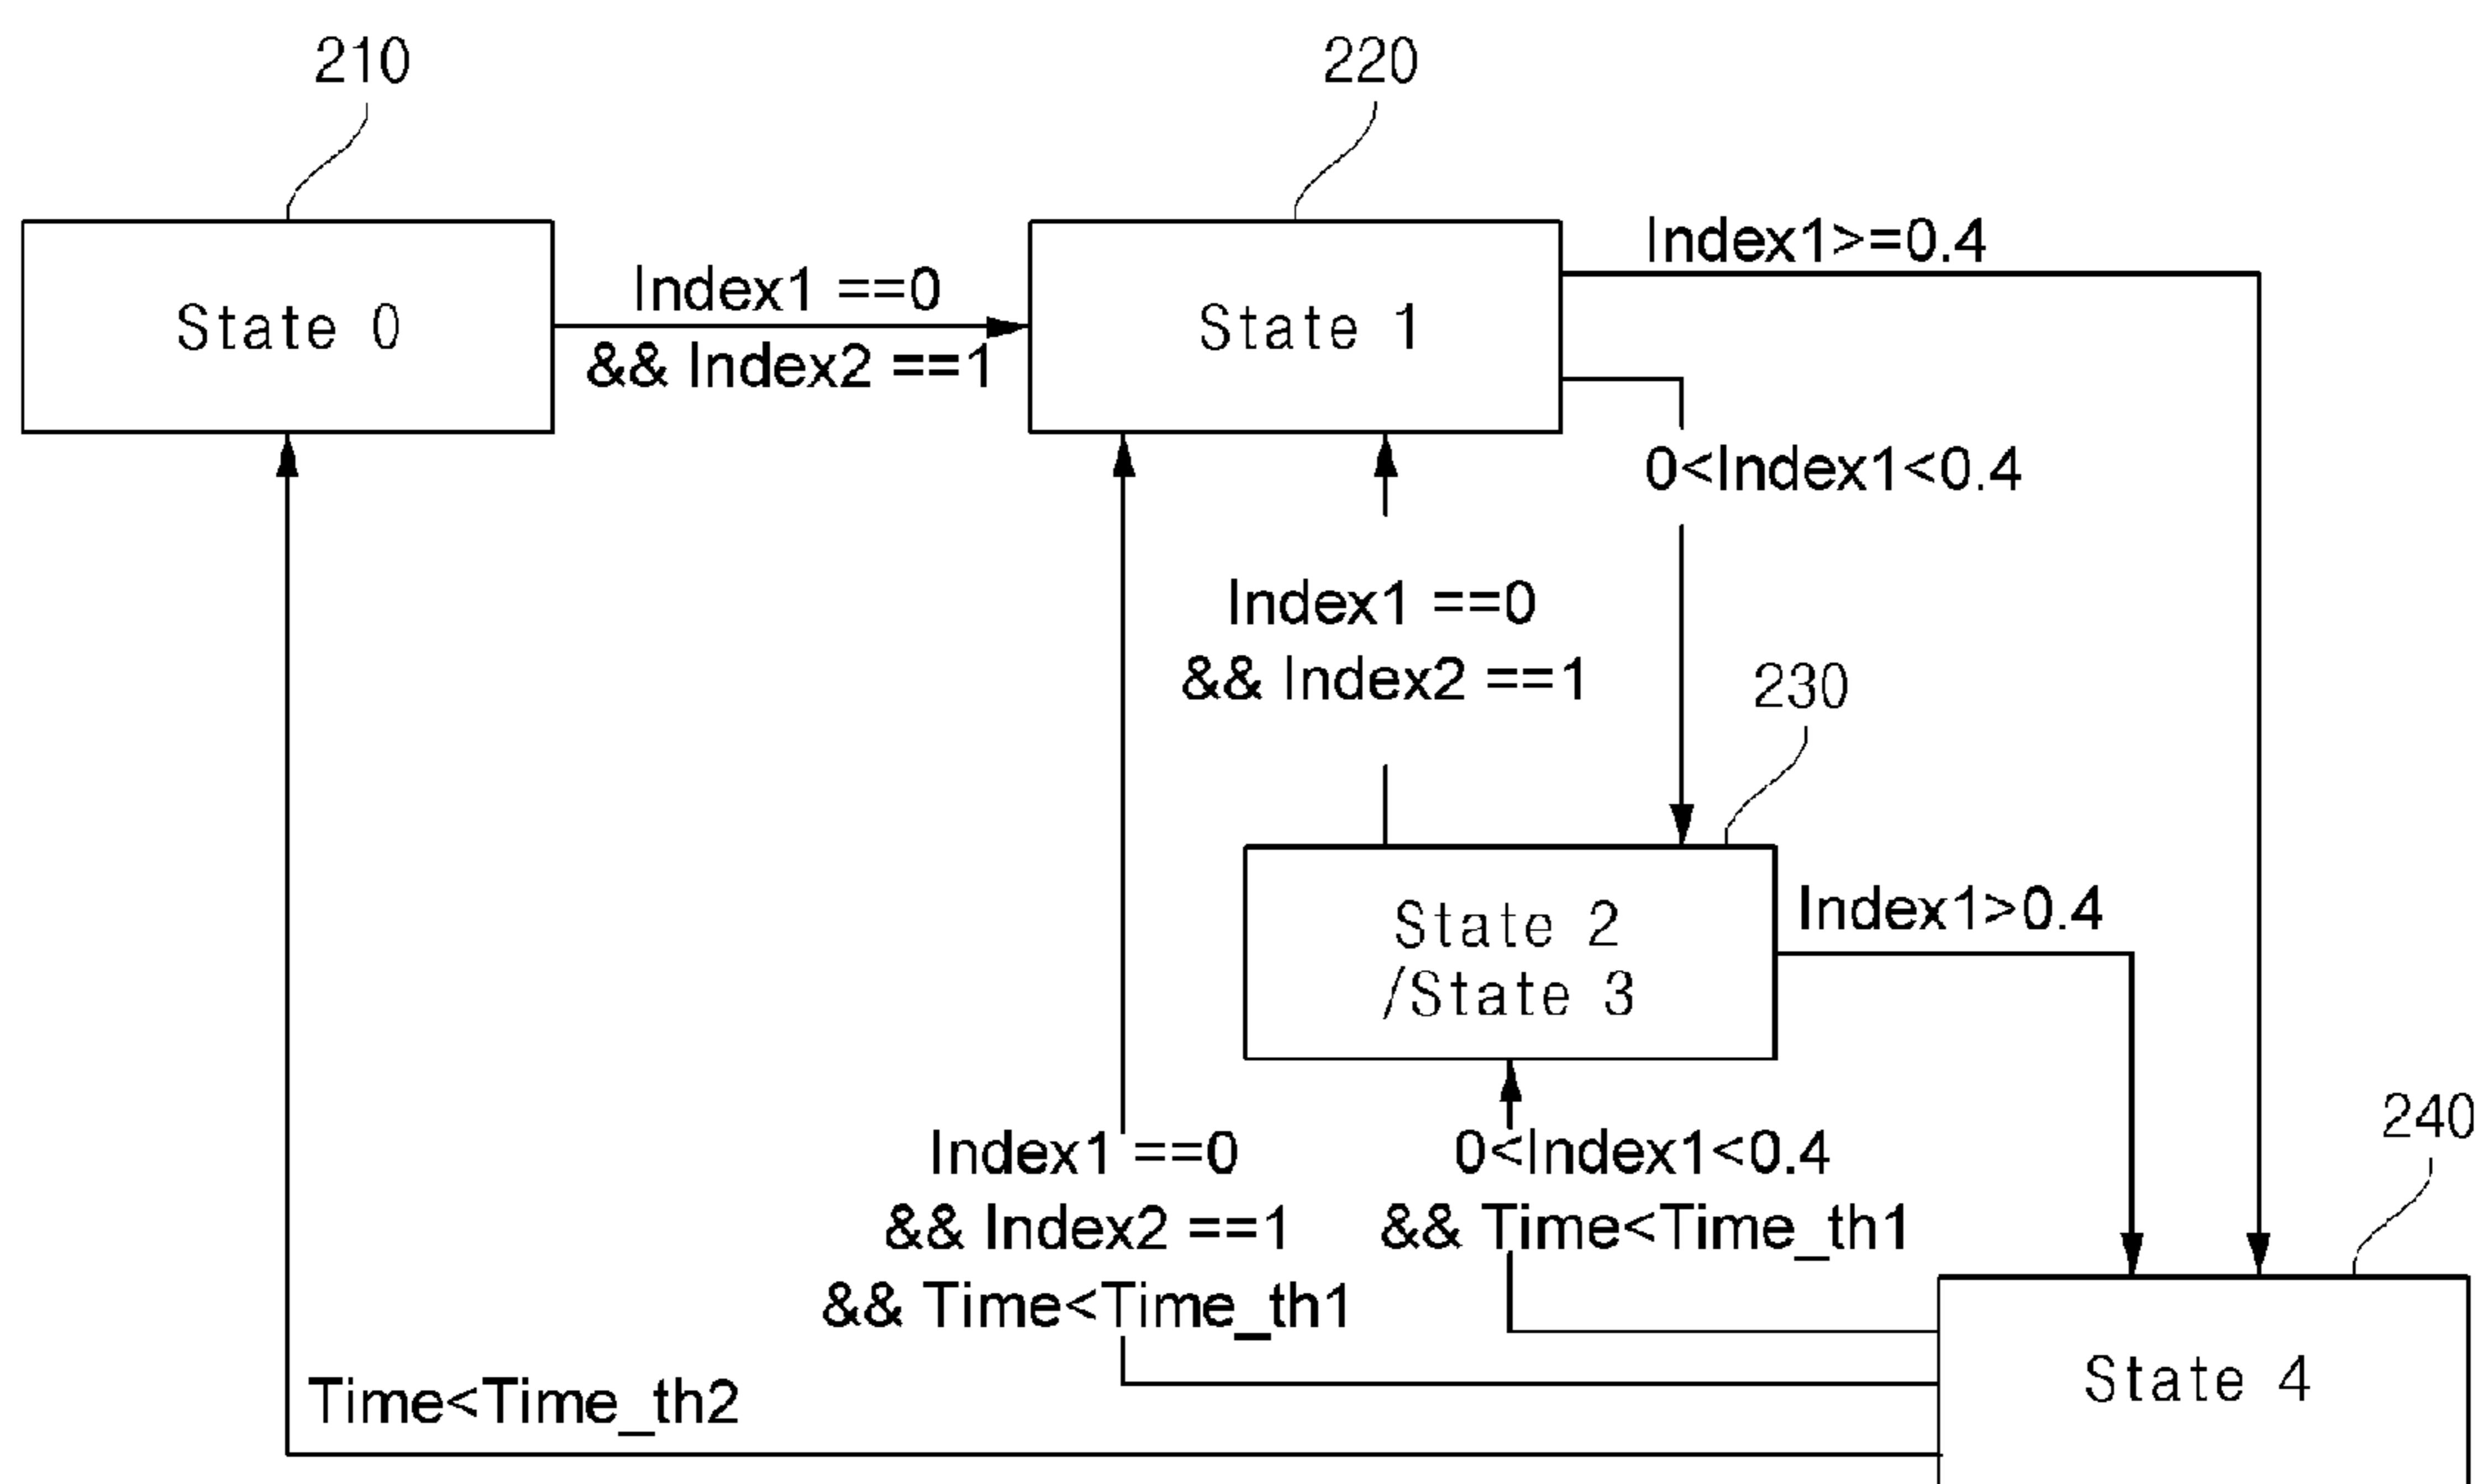 210
220
State 0
Index1 ==0
&& Index2 ==1
State 1
Index1>=0.4
0<Index1<0.4
Index1 ==0
&& Index2 ==1
230
State 2
/State 3
Index1>0.4
Index1 ==0
&& Index2 ==1
&& Time<Time_th1
0<Index1<0.4
&& Time<Time_th1
240
State 4
Time<Time_th2